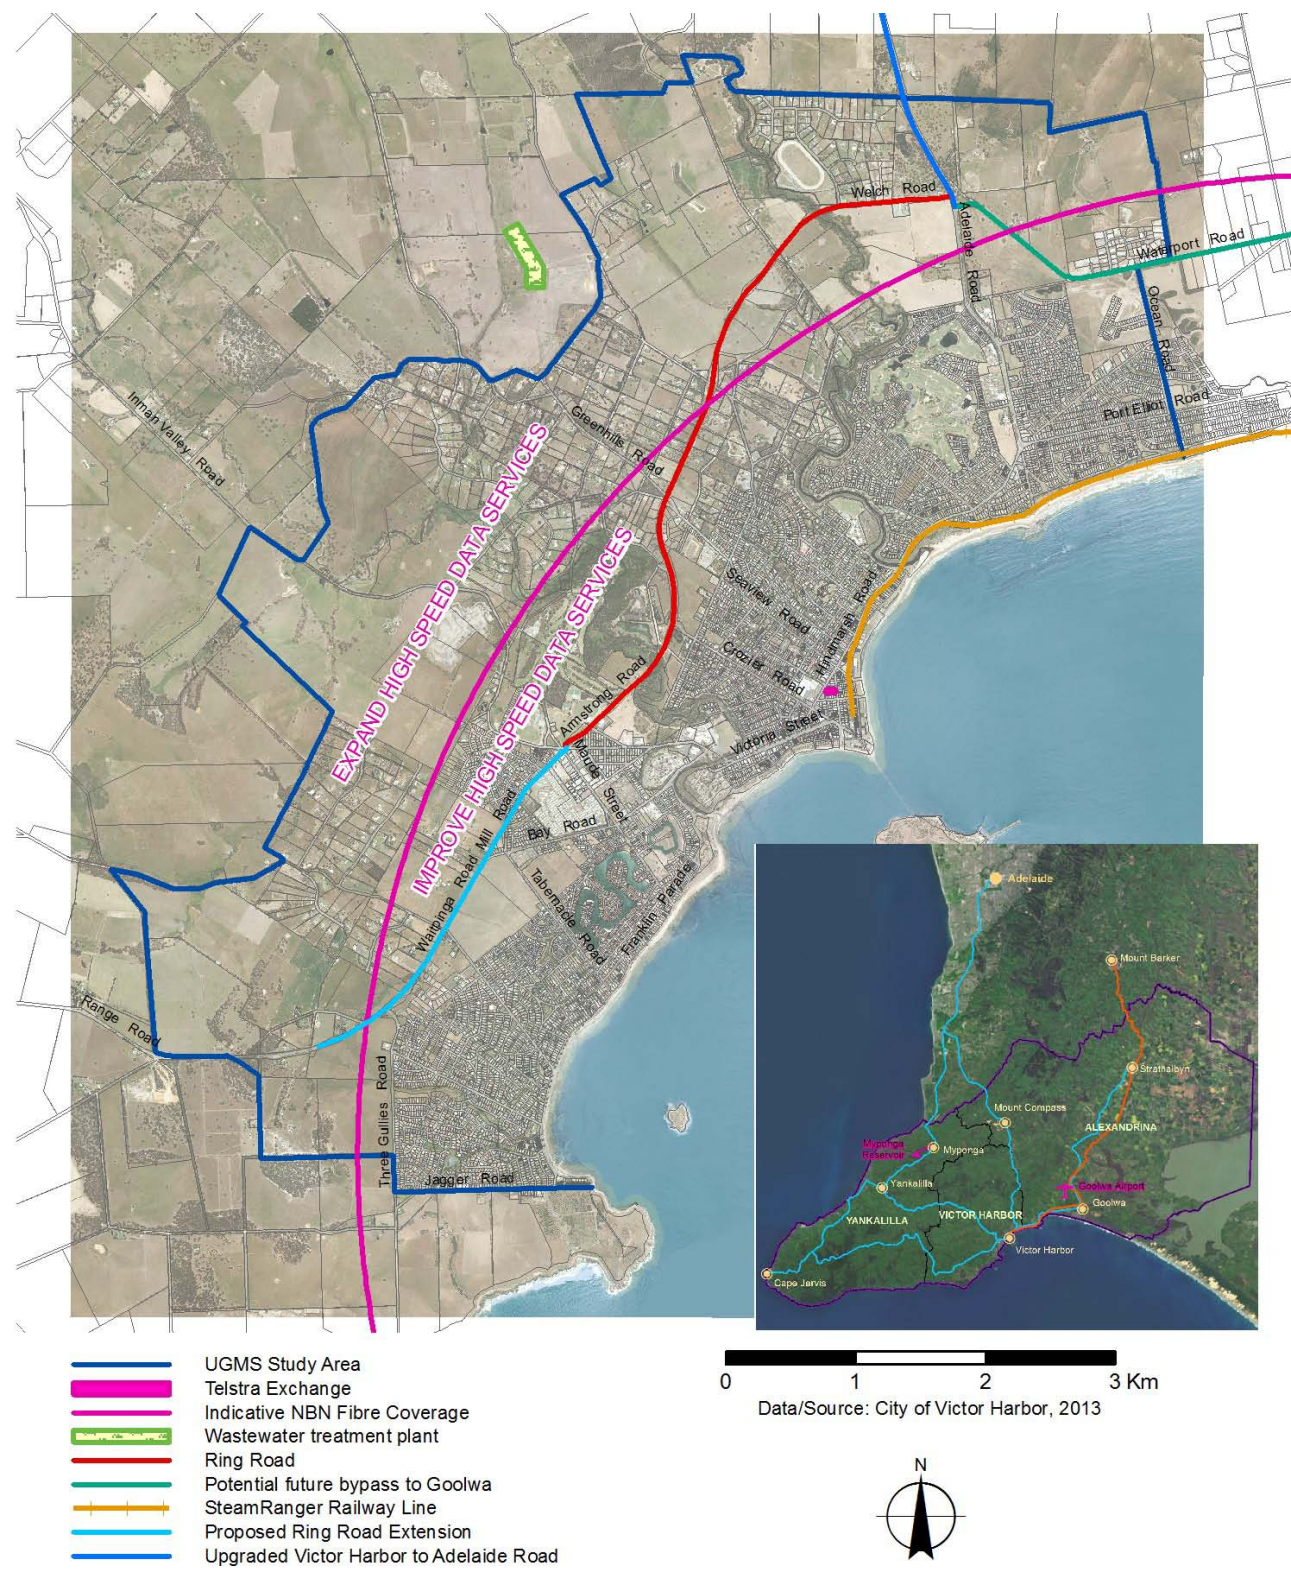 Welch Road
Adelaide Road
Waterport Road
Ocean Road
Port Elliot Road
Inman Valley Road
Greenhills Road
EXPAND HIGH SPEED DATA SERVICES
IMPROVE HIGH SPEED DATA SERVICES
Seaview Road
Hindmarsh Road
Crozier Road
Armstrong Road
Victoria Street
Maude Street
Bay Road
Waitpinga Road Mill Road
Tabernacle Road
Franklin Parade
Range Road
Three Gullies Road
Jagger Road
Adelaide
Mount Barker
Strathalbyn
Mount Compass
ALEXANDRINA
Myponga
Reservoir
Myponga
Yankalilla
Goolwa Airport
Goolwa
YANKALILLA
VICTOR HARBOR
Victor Harbor
Cape Jervis
UGMS Study Area
Telstra Exchange
Indicative NBN Fibre Coverage
Wastewater treatment plant
Ring Road
Potential future bypass to Goolwa
SteamRanger Railway Line
Proposed Ring Road Extension
Upgraded Victor Harbor to Adelaide Road
0 1 2 3 Km
Data/Source: City of Victor Harbor, 2013
N